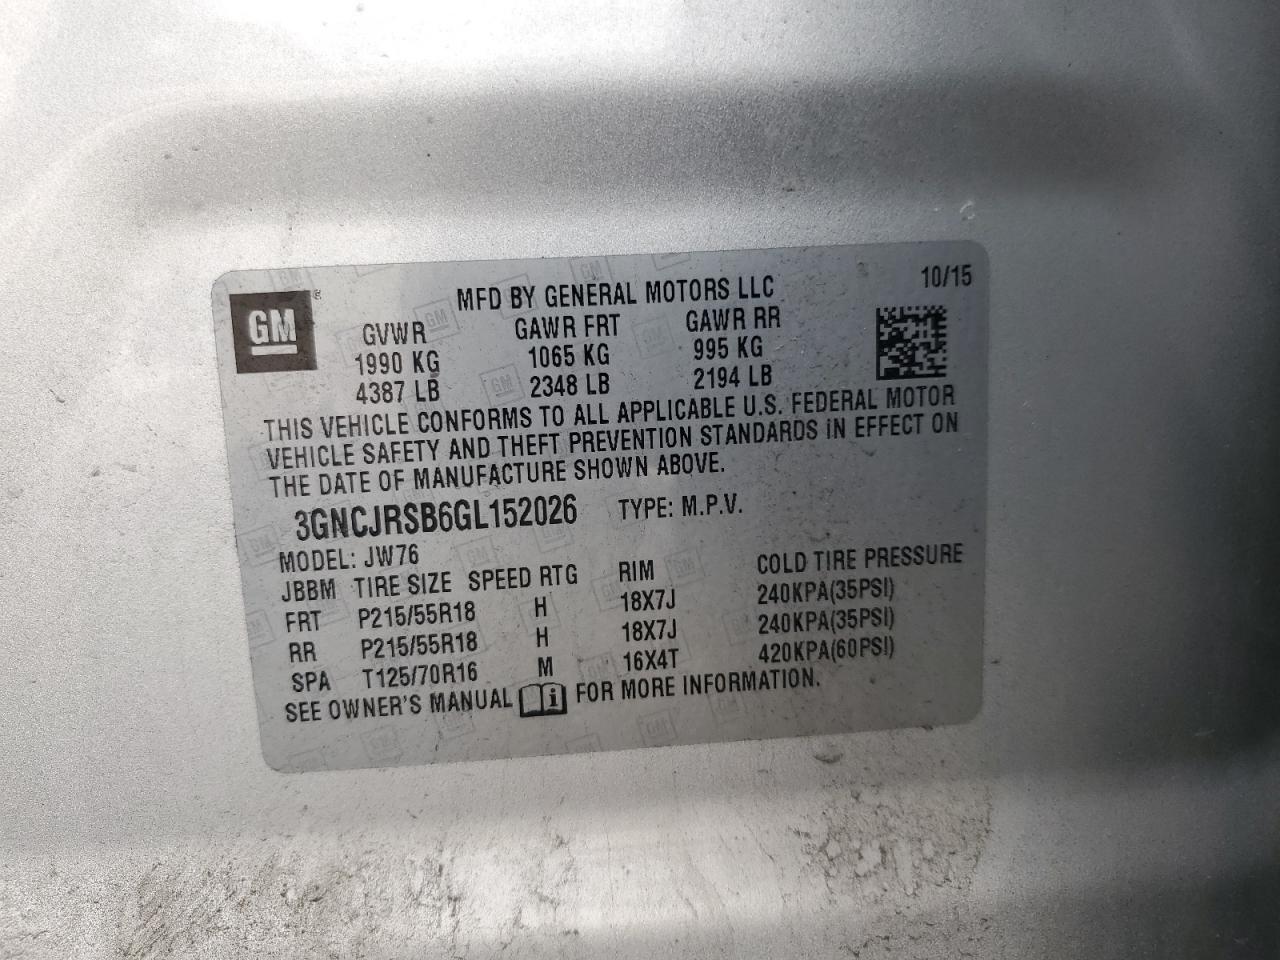 GM ®
MFD BY GENERAL MOTORS LLC 10/15
GVWR GAWR FRT GAWR RR
1990 KG 1065 KG 995 KG
4387 LB 2348 LB 2194 LB
THIS VEHICLE CONFORMS TO ALL APPLICABLE U.S. FEDERAL MOTOR
VEHICLE SAFETY AND THEFT PREVENTION STANDARDS IN EFFECT ON
THE DATE OF MANUFACTURE SHOWN ABOVE.
3GNCJRSB6GL152026 TYPE: M.P.V.
MODEL: JW76
JBBM TIRE SIZE SPEED RTG RIM COLD TIRE PRESSURE
FRT P215/55R18 H 18X7J 240KPA(35PSI)
RR P215/55R18 H 18X7J 240KPA(35PSI)
SPA T125/70R16 M 16X4T 420KPA(60PSI)
SEE OWNER'S MANUAL i FOR MORE INFORMATION.